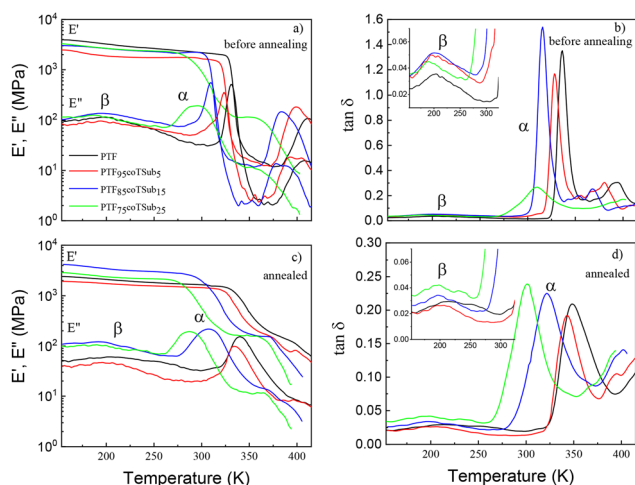 a)
E'
before annealing
β
α
E"
PTF
PTF95coTSub5
PTF85coTSub15
PTF75coTSub25
E', E" (MPa)
10⁴
10³
10²
10¹
10⁰
b)
β
before annealing
0.06
0.04
0.02
200 250 300
α
β
tan δ
1.6
1.4
1.2
1.0
0.8
0.6
0.4
0.2
0.0
c)
E'
annealed
E"
β
α
E', E" (MPa)
10⁴
10³
10²
10¹
10⁰
200 250 300 350 400
Temperature (K)
d)
β
annealed
0.06
0.04
0.02
0.00
200 250 300
α
tan δ
0.30
0.25
0.20
0.15
0.10
0.05
0.00
200 250 300 350 400
Temperature (K)